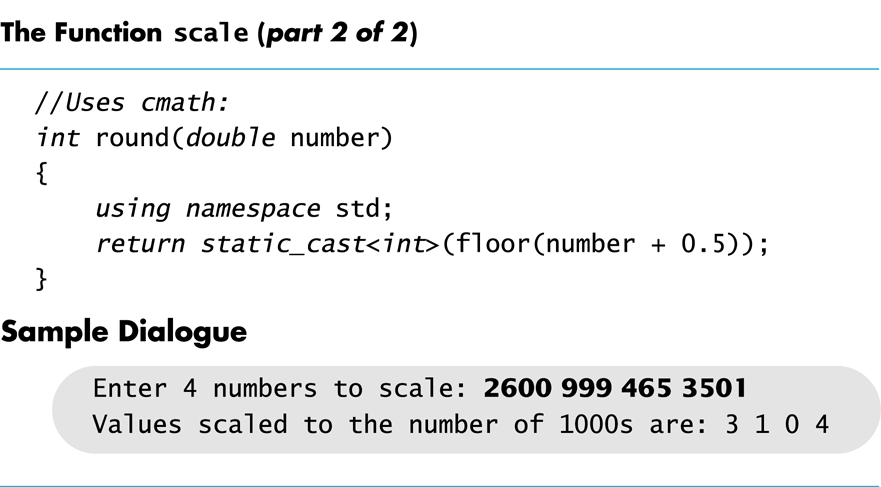 The Function scale (part 2 of 2)
//Uses cmath:
int round(double number)
{
    using namespace std;
    return static_cast<int>(floor(number + 0.5));
}
Sample Dialogue
Enter 4 numbers to scale: 2600 999 465 3501
Values scaled to the number of 1000s are: 3 1 0 4